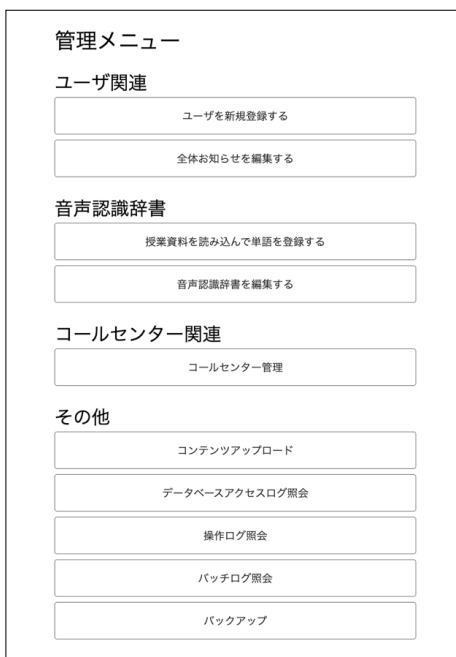 管理メニュー
ユーザ関連
ユーザを新規登録する
全体お知らせを編集する
音声認識辞書
授業資料を読み込んで単語を登録する
音声認識辞書を編集する
コールセンター関連
コールセンター管理
その他
コンテンツアップロード
データベースアクセスログ照会
操作ログ照会
バッチログ照会
バックアップ